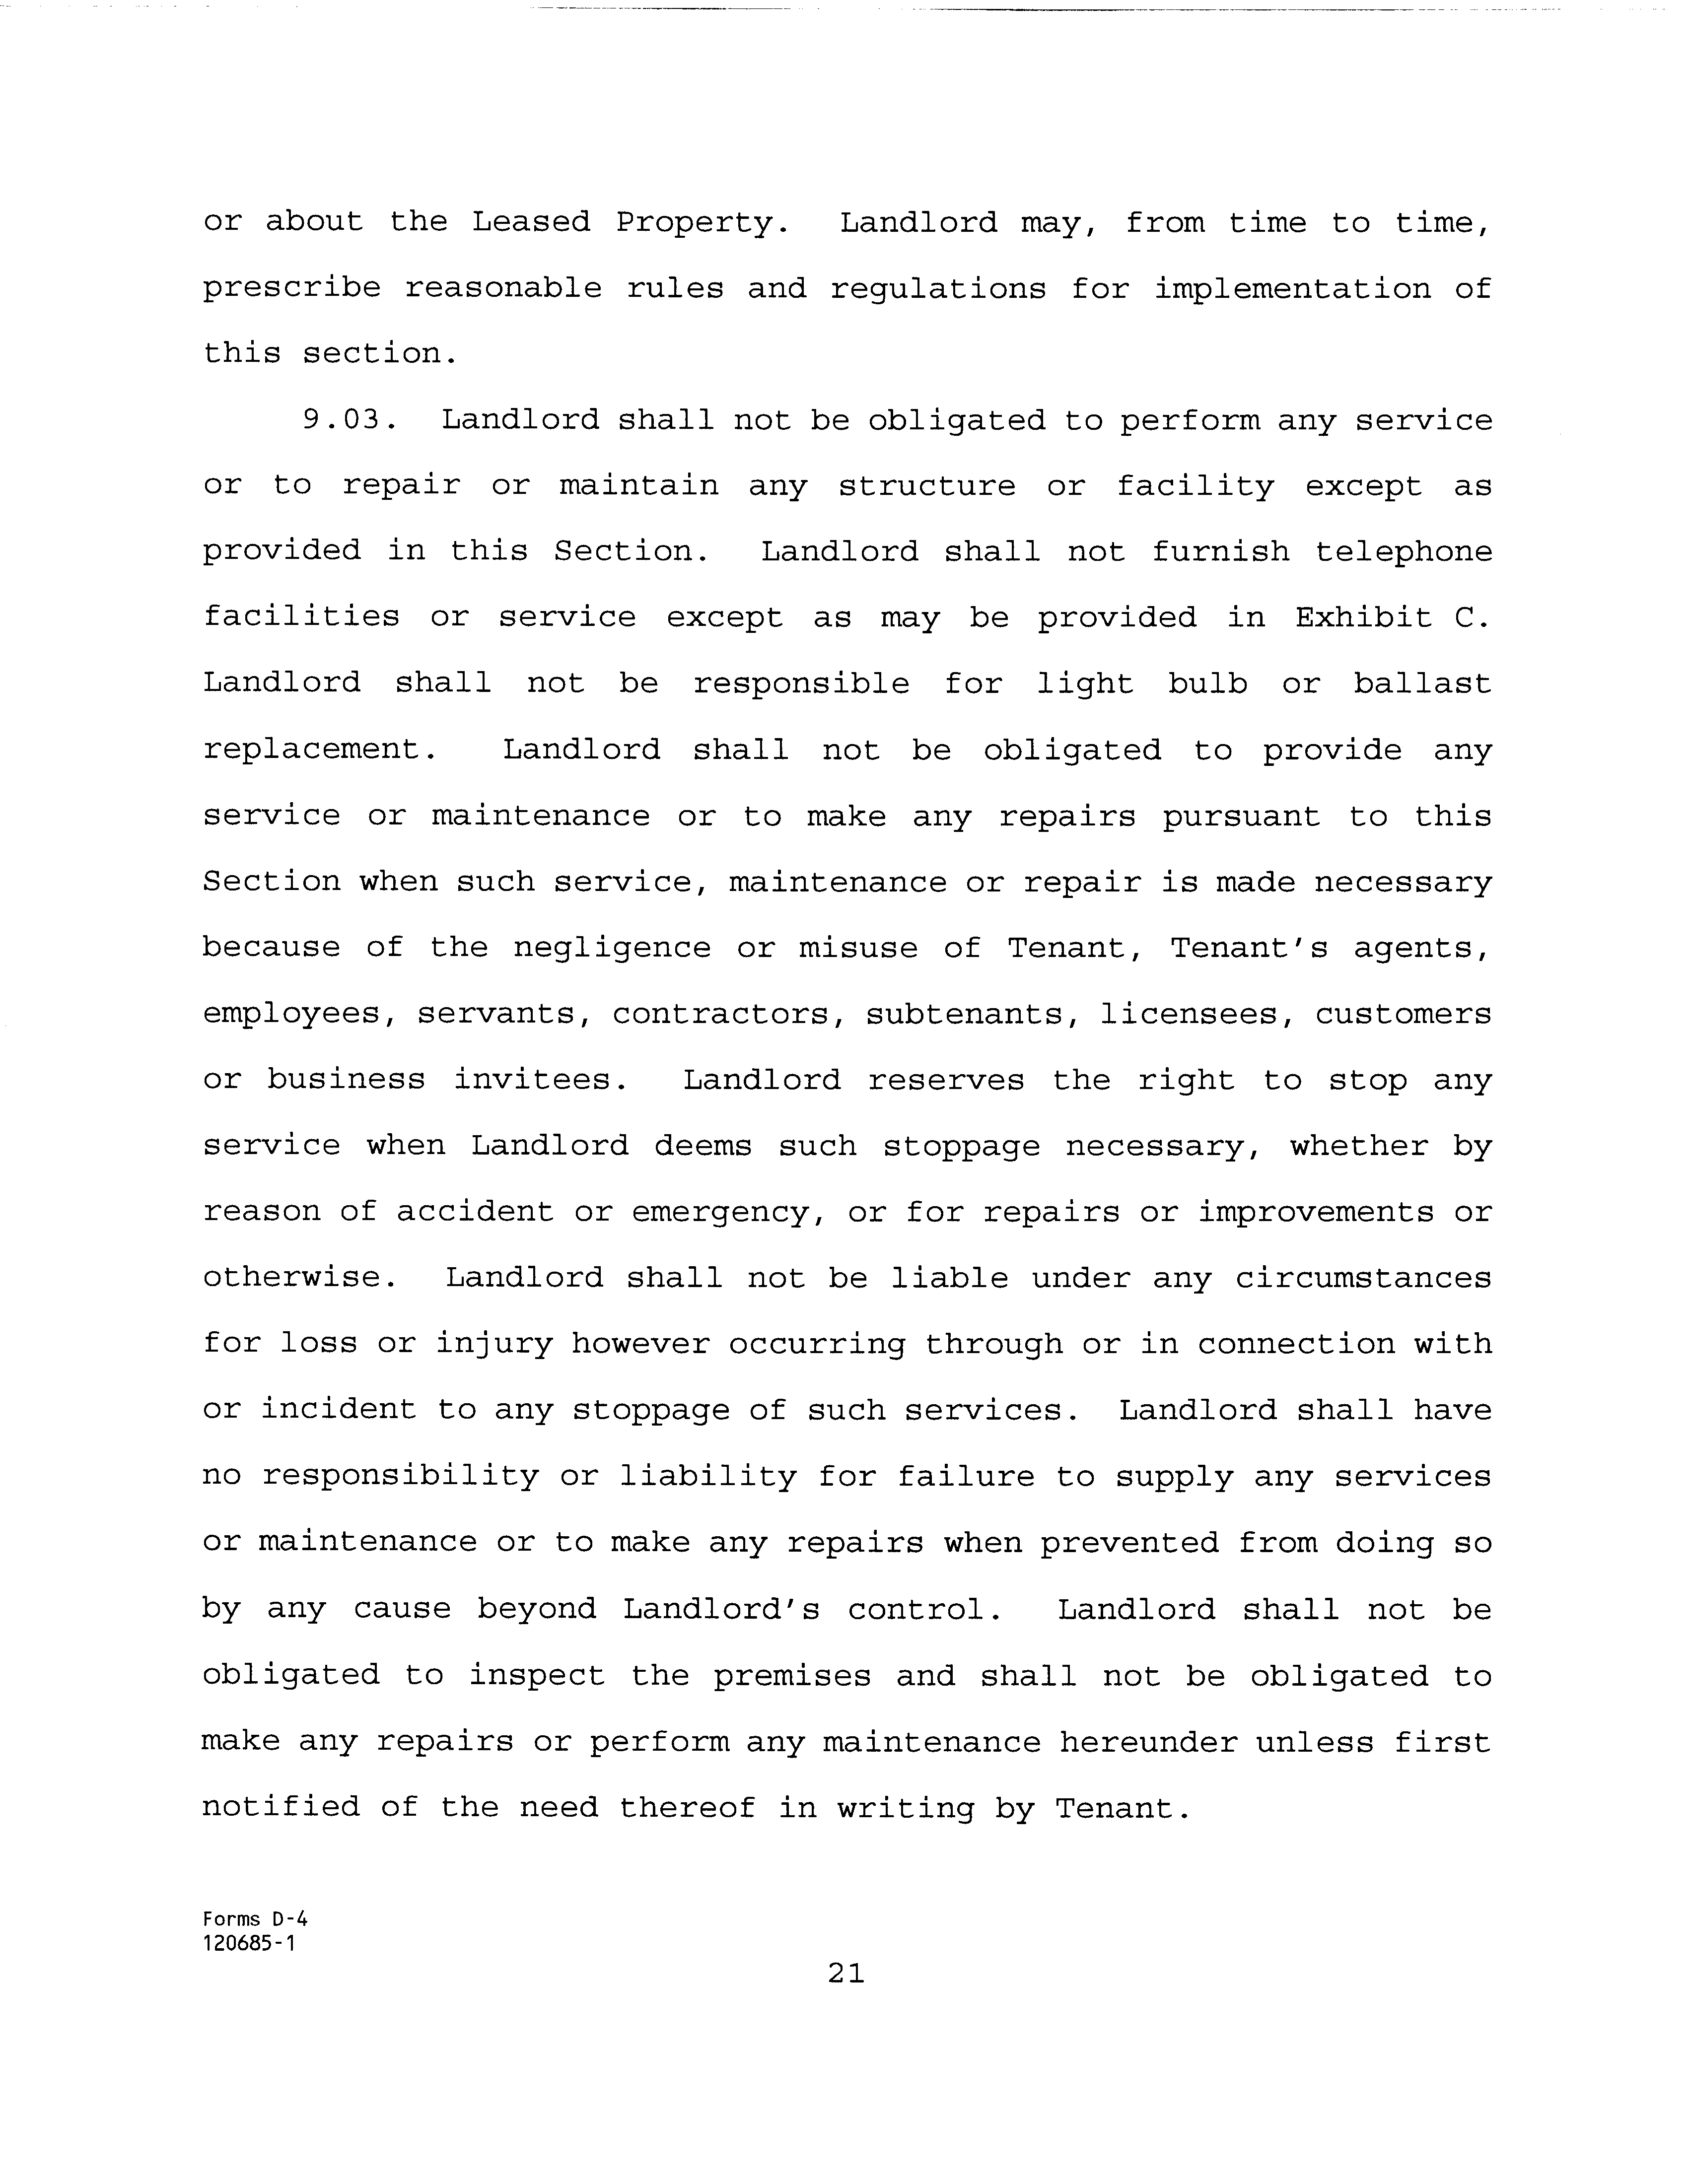 or about the Leased Property. Landlord may, from time to time,
prescribe reasonable rules and regulations for implementation of
this section.
9.03. Landlord shall not be obligated to perform any service
or to repair or maintain any structure or facility except as
provided in this Section. Landlord shall not furnish telephone
facilities or service except as may be provided in Exhibit C.
Landlord shall not be responsible for light bulb or ballast
replacement. Landlord shall not be obligated to provide any
service or maintenance or to make any repairs pursuant to this
Section when such service, maintenance or repair is made necessary
because of the negligence or misuse of Tenant, Tenant's agents,
employees, servants, contractors, subtenants, licensees, customers
or business invitees. Landlord reserves the right to stop any
service when Landlord deems such stoppage necessary, whether by
reason of accident or emergency, or for repairs or improvements or
otherwise. Landlord shall not be liable under any circumstances
for loss or injury however occurring through or in connection with
or incident to any stoppage of such services. Landlord shall have
no responsibility or liability for failure to supply any services
or maintenance or to make any repairs when prevented from doing so
by any cause beyond Landlord's control. Landlord shall not be
obligated to inspect the premises and shall not be obligated to
make any repairs or perform any maintenance hereunder unless first
notified of the need thereof in writing by Tenant.
Forms D-4
120685-1
21